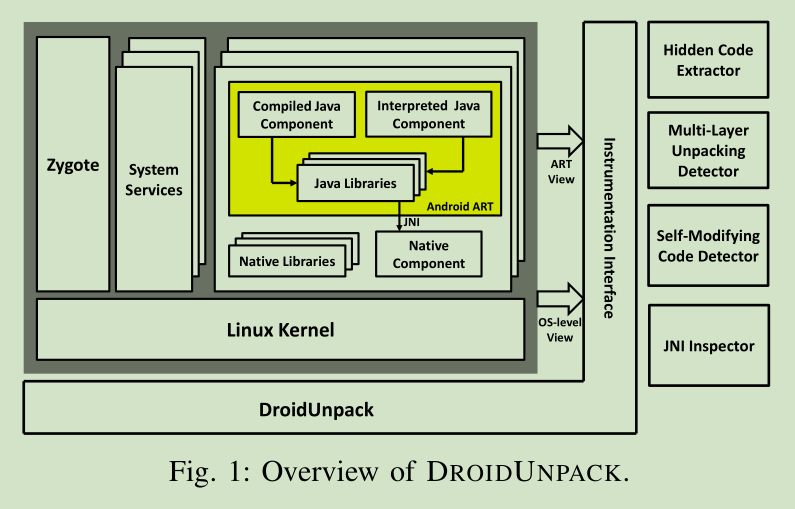 Zygote
System
Services
Compiled Java
Component
Interpreted Java
Component
Java Libraries
Android ART
JNI
Native Libraries
Native
Component
Linux Kernel
ART
View
OS-level
View
Instrumentation Interface
DroidUnpack
Hidden Code
Extractor
Multi-Layer
Unpacking
Detector
Self-Modifying
Code Detector
JNI Inspector
Fig. 1: Overview of DROIDUNPACK.